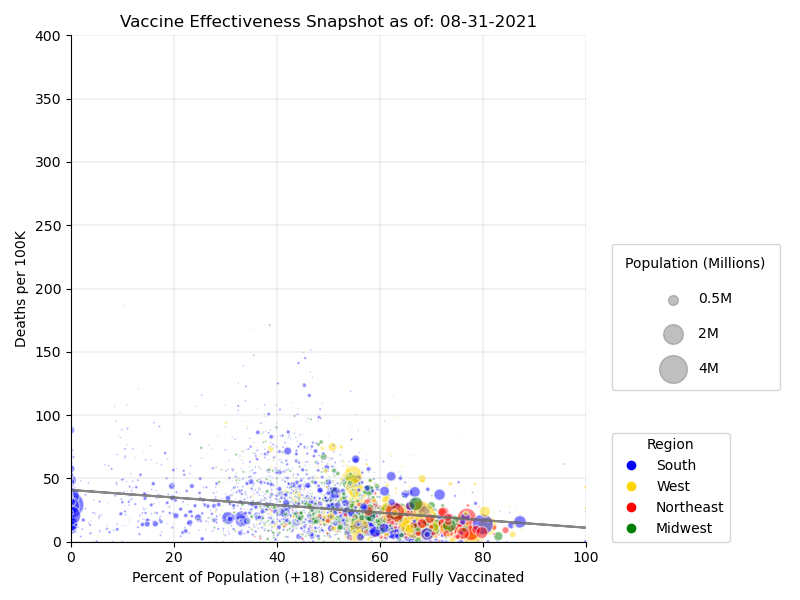 Vaccine Effectiveness Snapshot as of: 08-31-2021
400
350
300
250
200
150
100
50
0
Deaths per 100K
0 20 40 60 80 100
Percent of Population (+18) Considered Fully Vaccinated
Population (Millions)
0.5M
2M
4M
Region
South
West
Northeast
Midwest